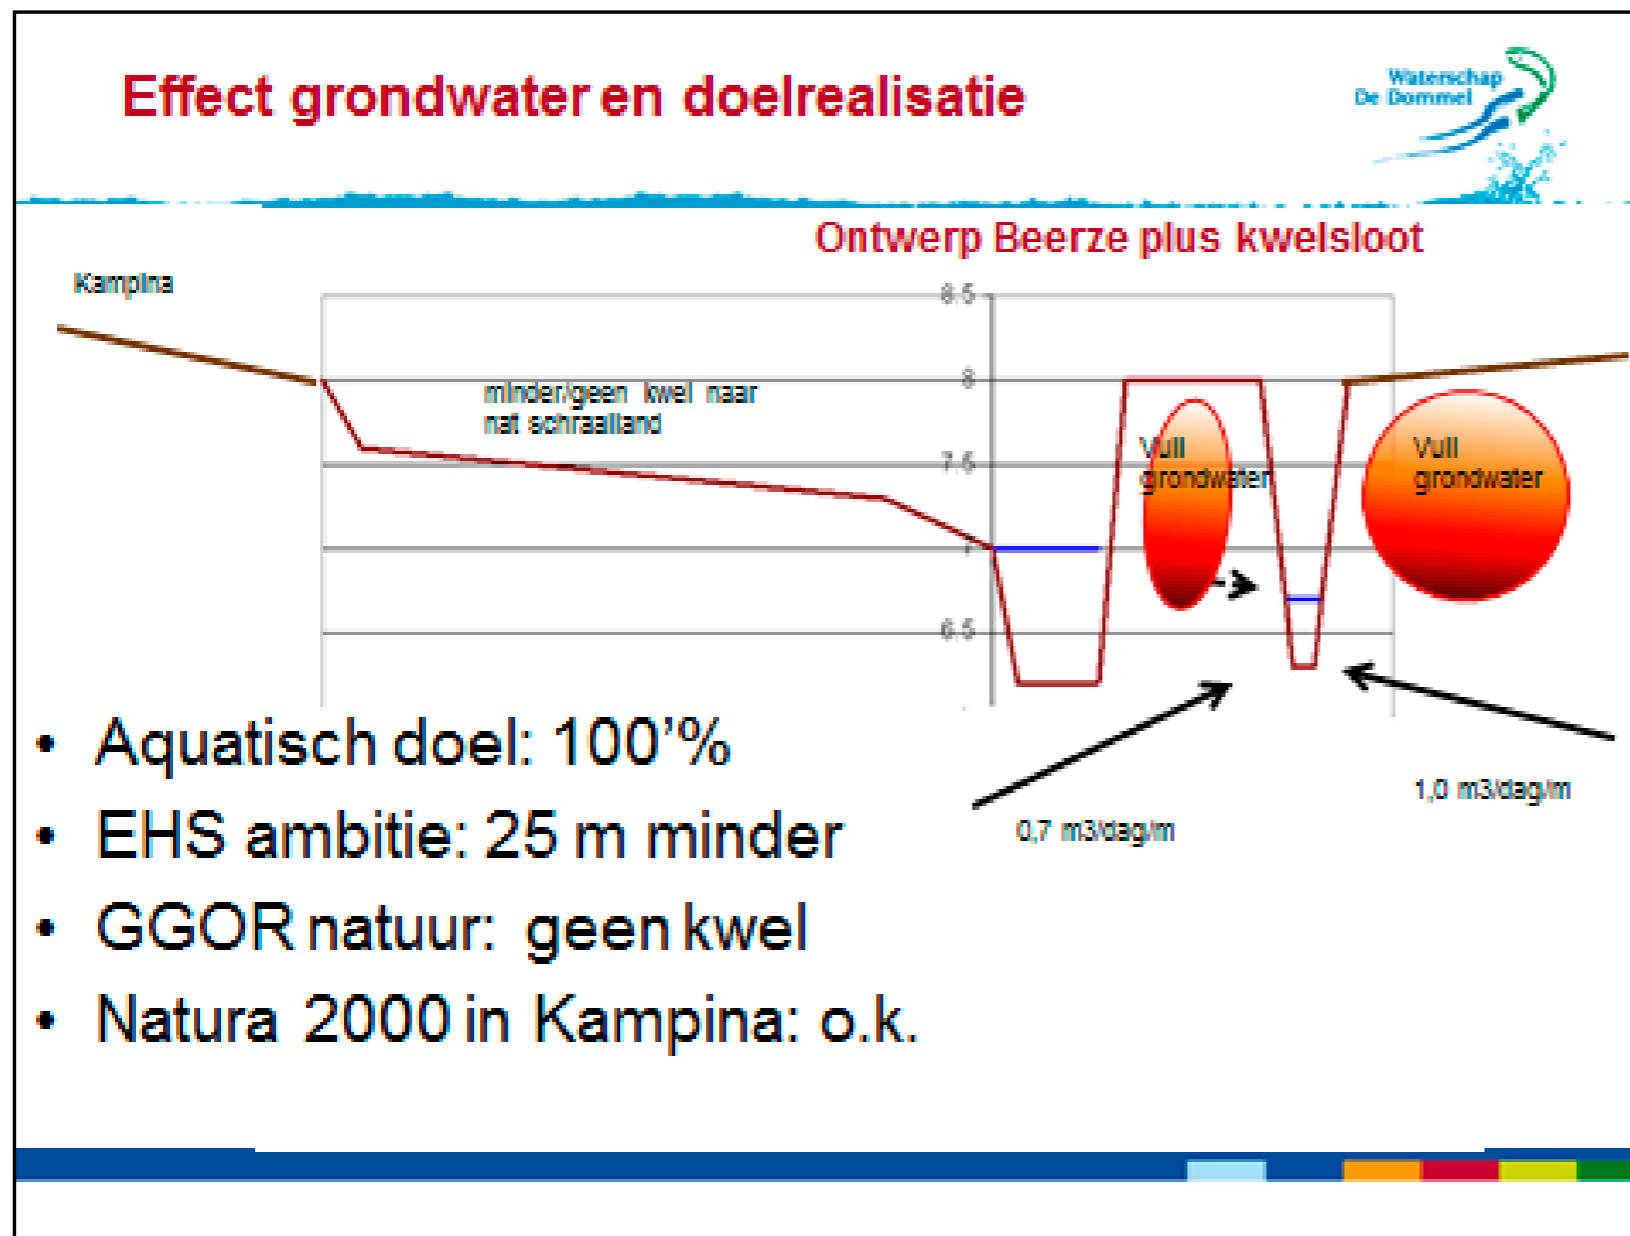 Effect grondwater en doelrealisatie
Waterschap
De Dommel
Ontwerp Beerze plus kwelsloot
Kampina
8.5
8
7.5
7
6.5
minder/geen kwel naar
nat schraalland
Vuil
grondwater
Vuil
grondwater
1,0 m3/dag/m
0,7 m3/dag/m
• Aquatisch doel: 100'%
• EHS ambitie: 25 m minder
• GGOR natuur: geen kwel
• Natura 2000 in Kampina: o.k.